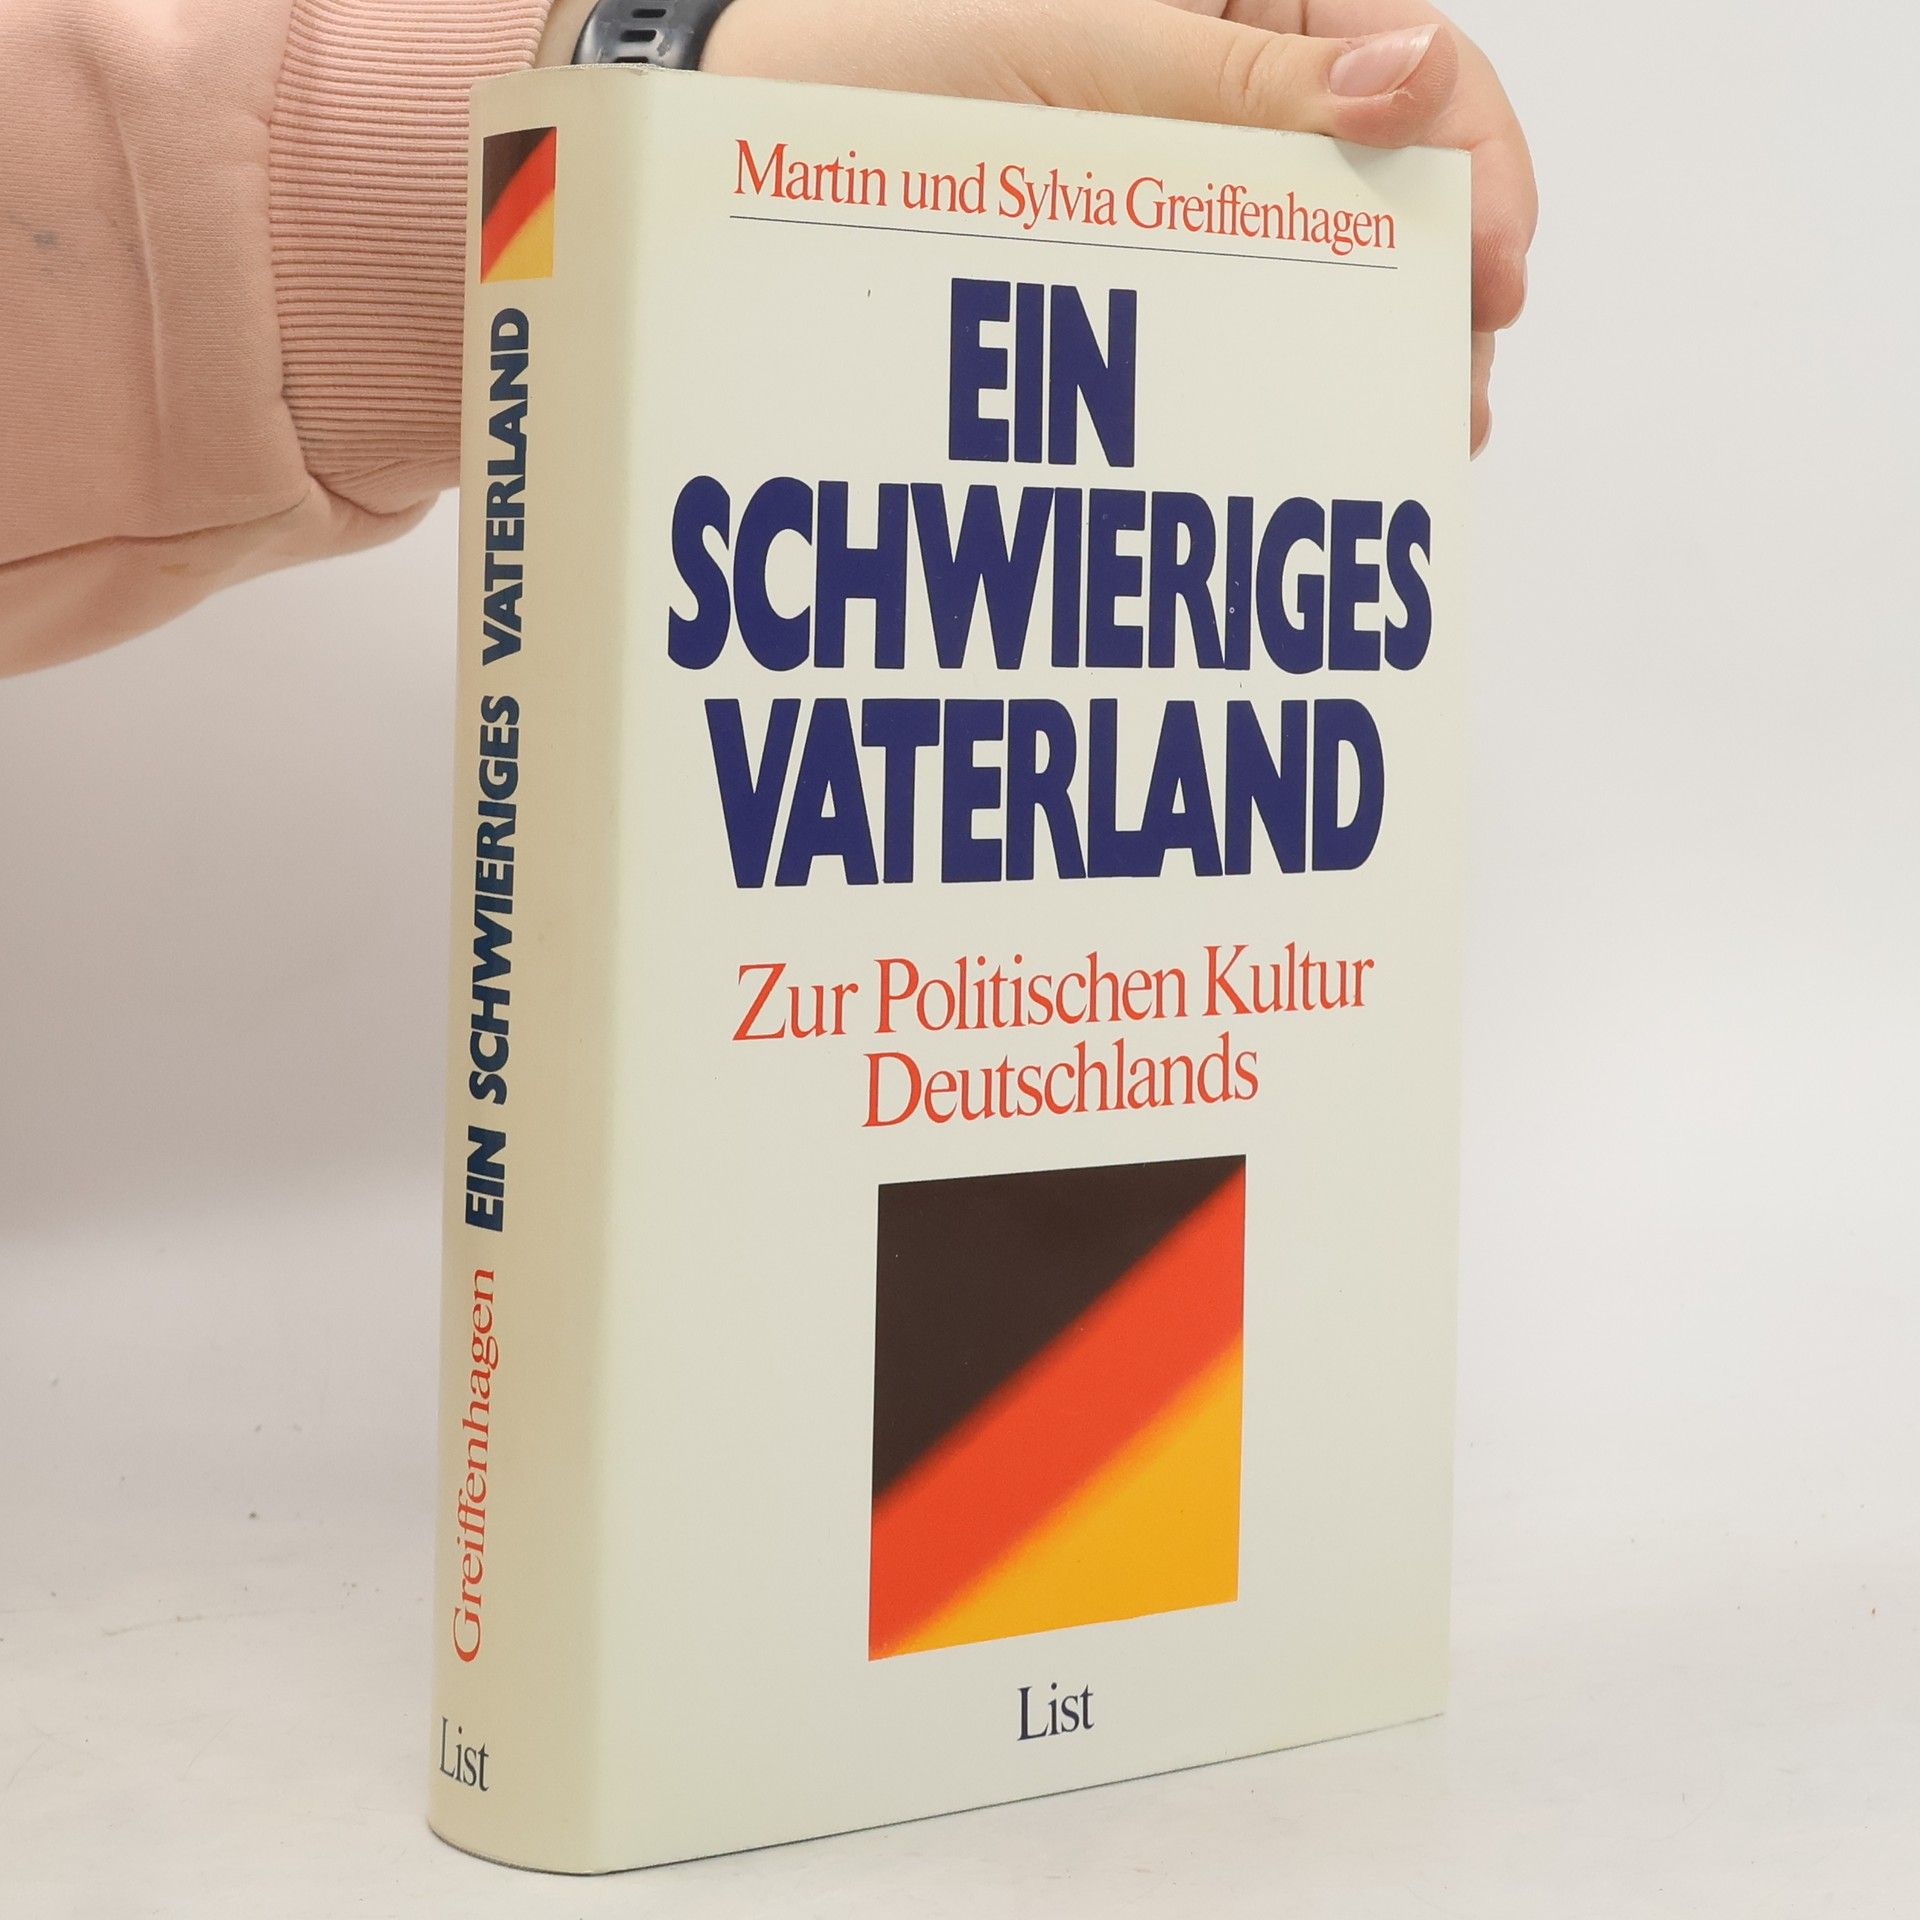 Martin und Sylvia Greiffenhagen
EIN
SCHWIERIGES
VATERLAND
Zur Politischen Kultur
Deutschlands
List
Greiffenhagen EIN SCHWIERIGES VATERLAND
List